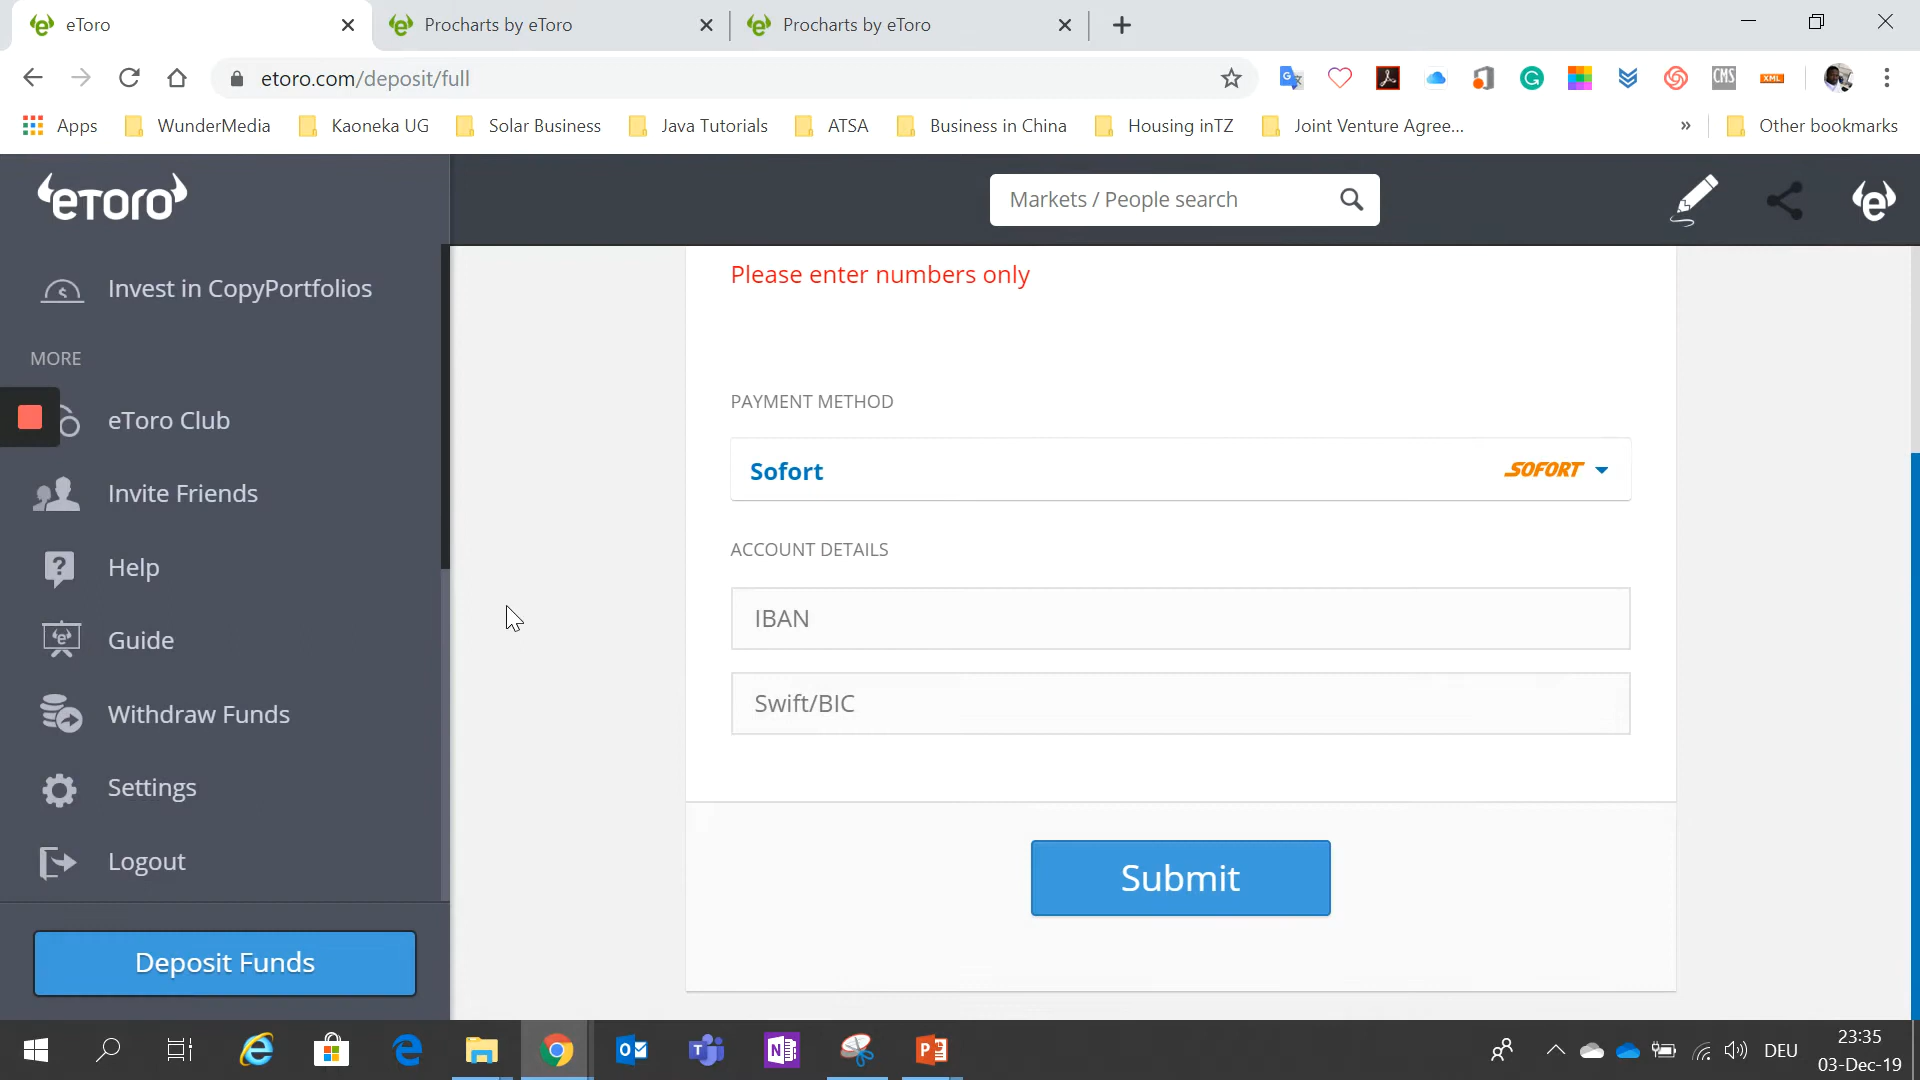 eToro
Procharts by eToro
Procharts by eToro
etoro.com/deposit/full
CMS
XML
Apps
WunderMedia
Kaoneka UG
Solar Business
Java Tutorials
ATSA
Business in China
Housing inTZ
Joint Venture Agree...
»
Other bookmarks
eTORO
Markets / People search
Invest in CopyPortfolios
MORE
eToro Club
Invite Friends
Help
Guide
Withdraw Funds
Settings
Logout
Deposit Funds
Please enter numbers only
PAYMENT METHOD
Sofort
SOFORT
ACCOUNT DETAILS
IBAN
Swift/BIC
Submit
DEU
23:35
03-Dec-19